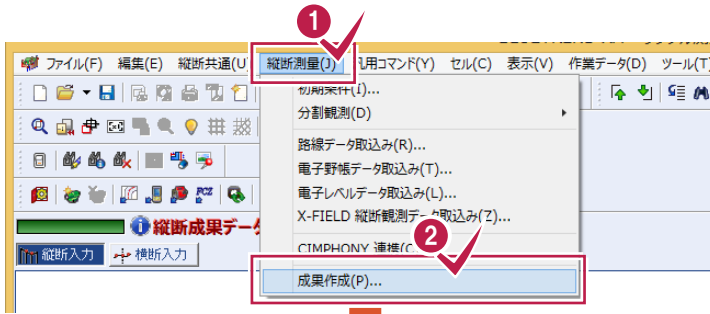 1
ファイル(F) 編集(E) 縦断共通(U) 縦断測量(J) 汎用コマンド(Y) セル(C) 表示(V) 作業データ(D) ツール(T)
初期条件(I)...
分割観測(D)
路線データ取込み(R)...
電子野帳データ取込み(T)...
電子レベルデータ取込み(L)...
X-FIELD 縦断観測データ取込み(Z)...
PCZ
縦断成果データ
2
CIMPHONY 連携(C
縦断入力 横断入力
成果作成(P)...